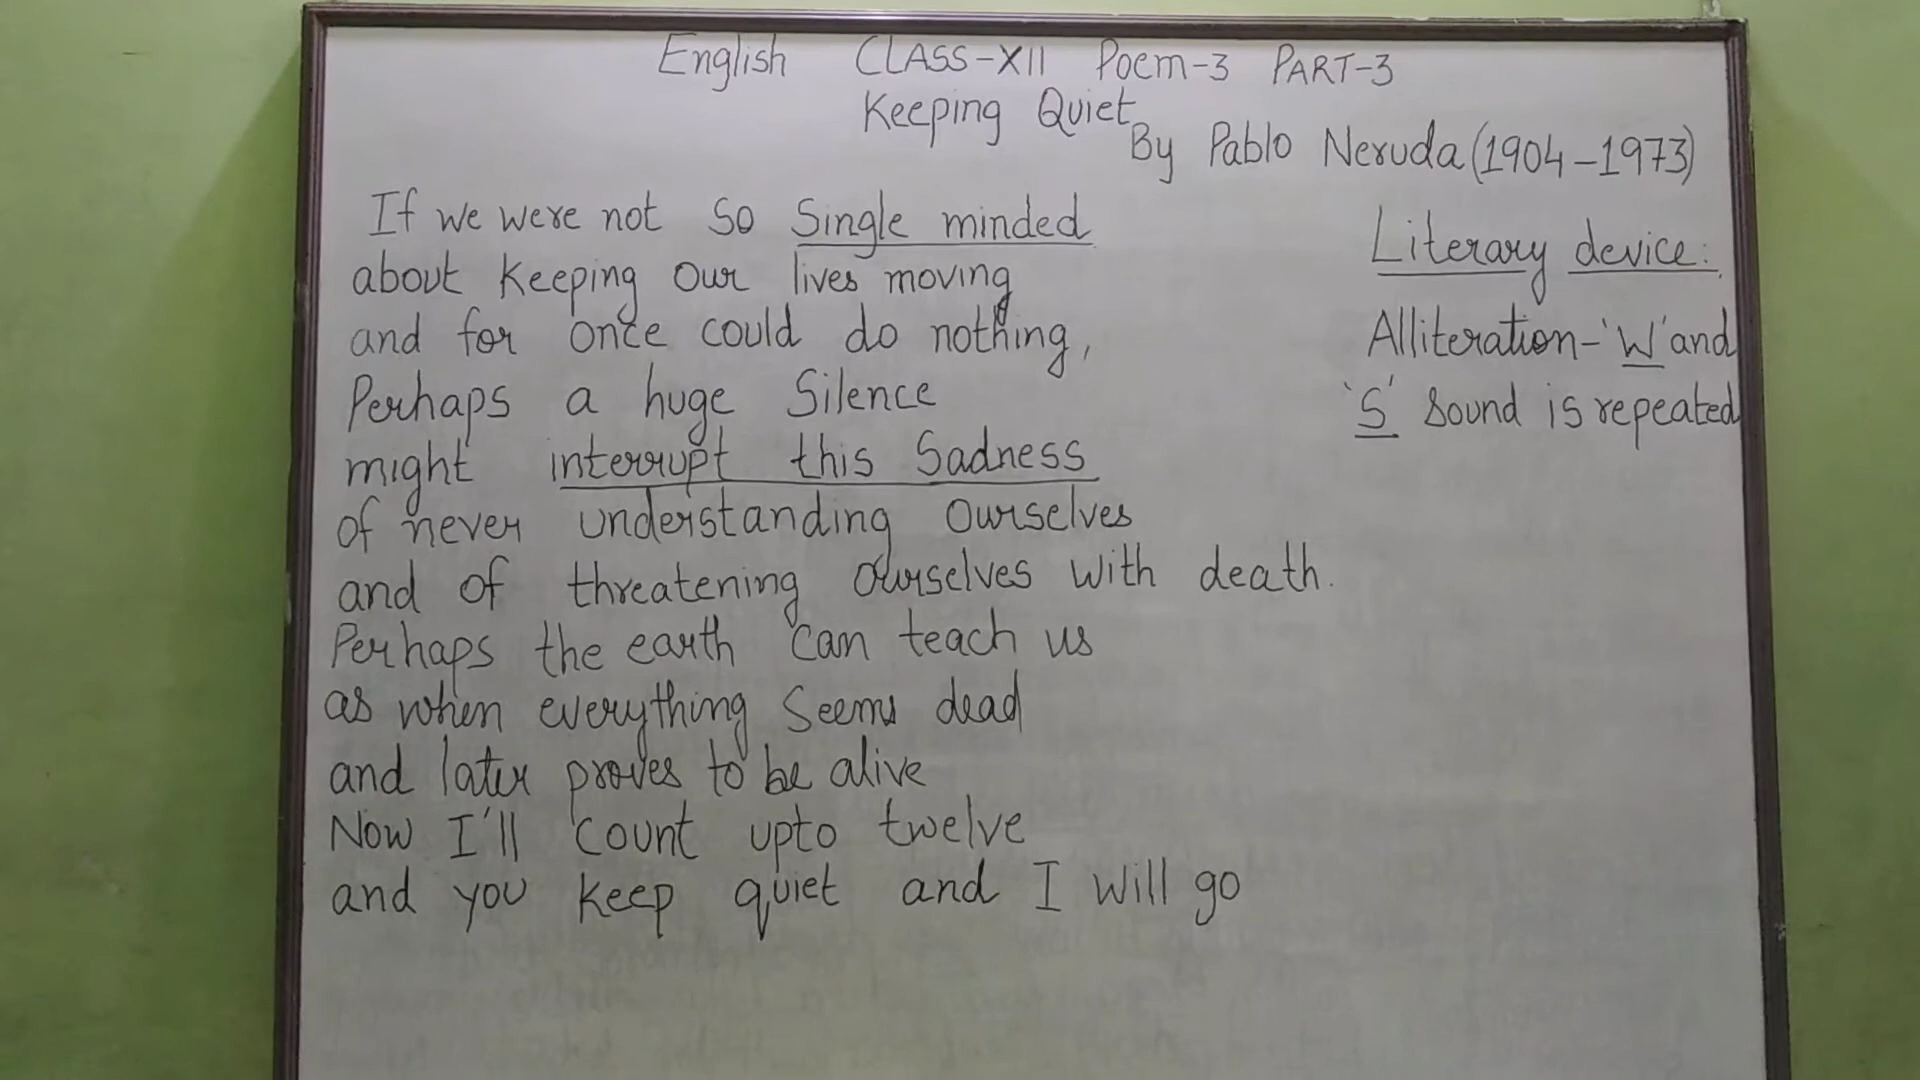 English CLASS-XII Poem-3 PART-3
Keeping Quiet
By Pablo Neruda (1904-1973)
If we were not so Single minded
about keeping our lives moving
and for once could do nothing,
Perhaps a huge Silence
might interrupt this Sadness
of never understanding ourselves
and of threatening ourselves with death.
Perhaps the earth can teach us
as when everything Seems dead
and later proves to be alive
Now I'll count upto twelve
and you keep quiet and I will go
Literary device:
Alliteration-'W' and
'S' Sound is repeated